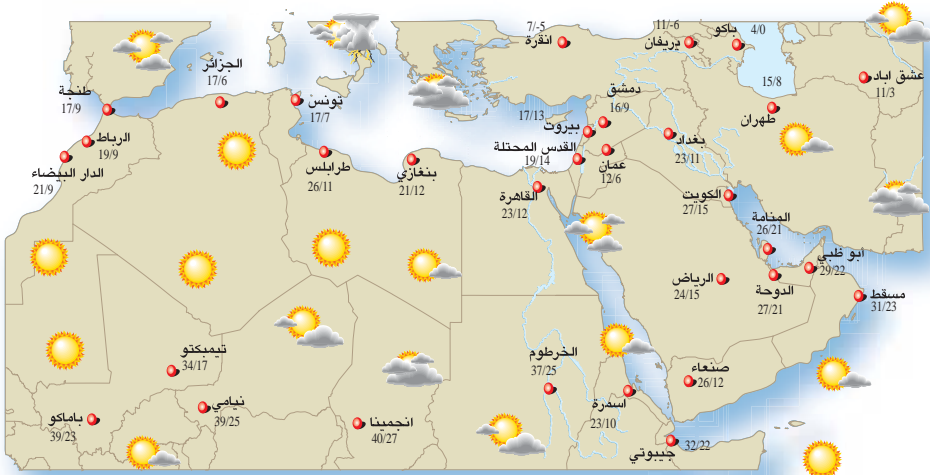 7/-5
أنقرة
11/-6
يريفان
باكو
4/0
15/8
عشق اباد
11/3
طهران
الجزائر
17/6
طنجة
17/9
تونس
17/7
دمشق
16/9
17/13
بيروت
بغداد
23/11
القدس المحتلة
19/14
عمان
12/6
الرباط
19/9
الدار البيضاء
21/9
طرابلس
26/11
بنغازي
21/12
القاهرة
23/12
الكويت
27/15
المنامة
26/21
ابو ظبي
29/22
الرياض
24/15
الدوحة
27/21
مسقط
31/23
تيمبكتو
34/17
الخرطوم
37/25
صنعاء
26/12
اسمرة
23/10
باماكو
39/23
نيامي
39/25
انجمينا
40/27
جيبوتي
32/22